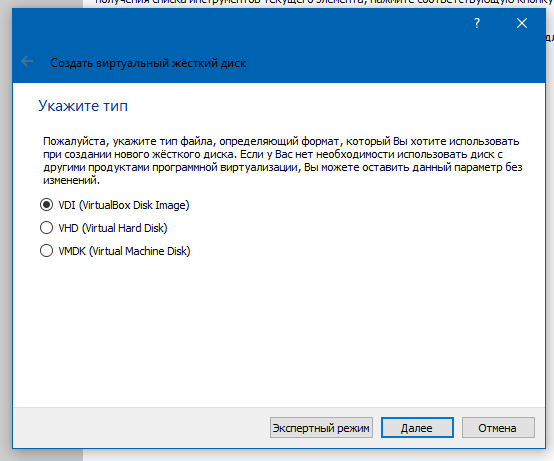 получения списка инструментов текущего элемента, нажмите соответствующую кнопку
?
Создать виртуальный жёсткий диск
Укажите тип
Пожалуйста, укажите тип файла, определяющий формат, который Вы хотите использовать
при создании нового жёсткого диска. Если у Вас нет необходимости использовать диск с
другими продуктами программной виртуализации, Вы можете оставить данный параметр без
изменений.
VDI (VirtualBox Disk Image)
VHD (Virtual Hard Disk)
VMDK (Virtual Machine Disk)
Экспертный режим
Далее
Отмена